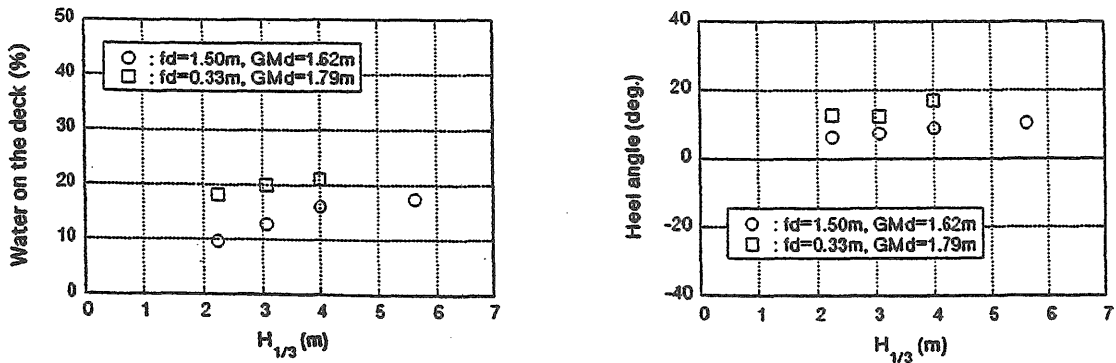 50
40
30
20
10
0
Water on the deck (%)
○ : fd=1.50m, GMd=1.62m
□ : fd=0.33m, GMd=1.79m
0 1 2 3 4 5 6 7
H1/3 (m)
40
20
0
-20
-40
Heel angle (deg.)
○ : fd=1.50m, GMd=1.62m
□ : fd=0.33m, GMd=1.79m
0 1 2 3 4 5 6 7
H1/3 (m)